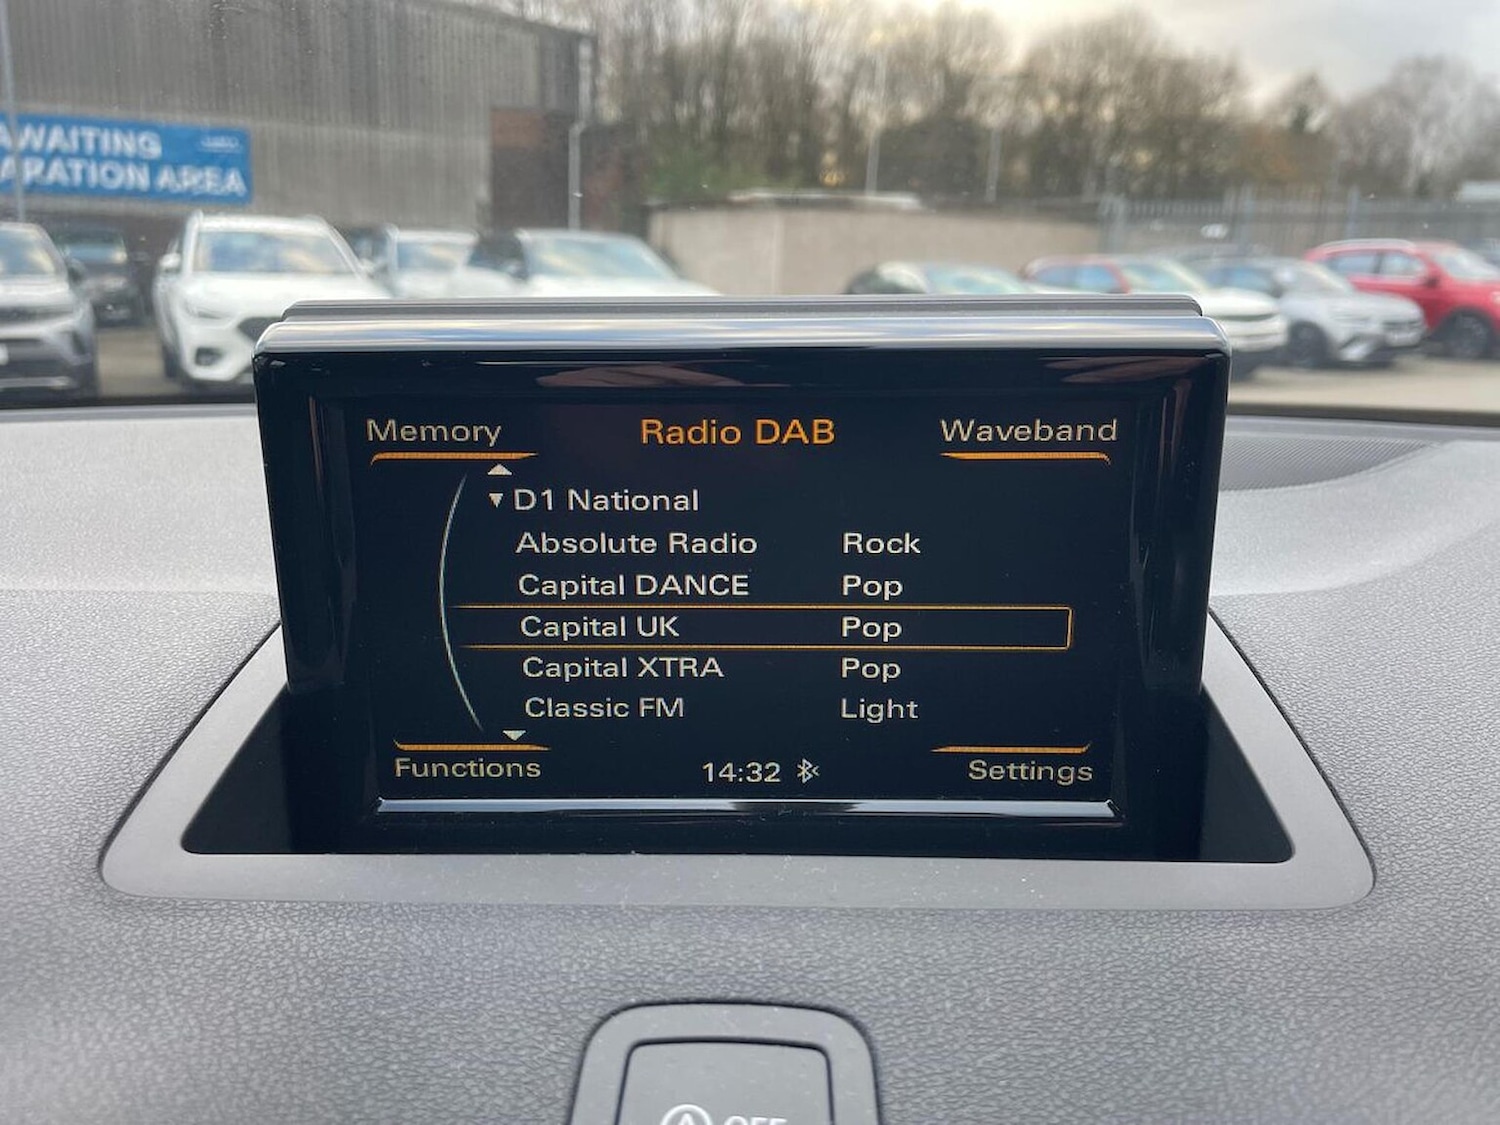 AWAITING
ARATION AREA
Memory Radio DAB Waveband
D1 National
Absolute Radio Rock
Capital DANCE Pop
Capital UK Pop
Capital XTRA Pop
Classic FM Light
Functions 14:32 Settings
A OFF